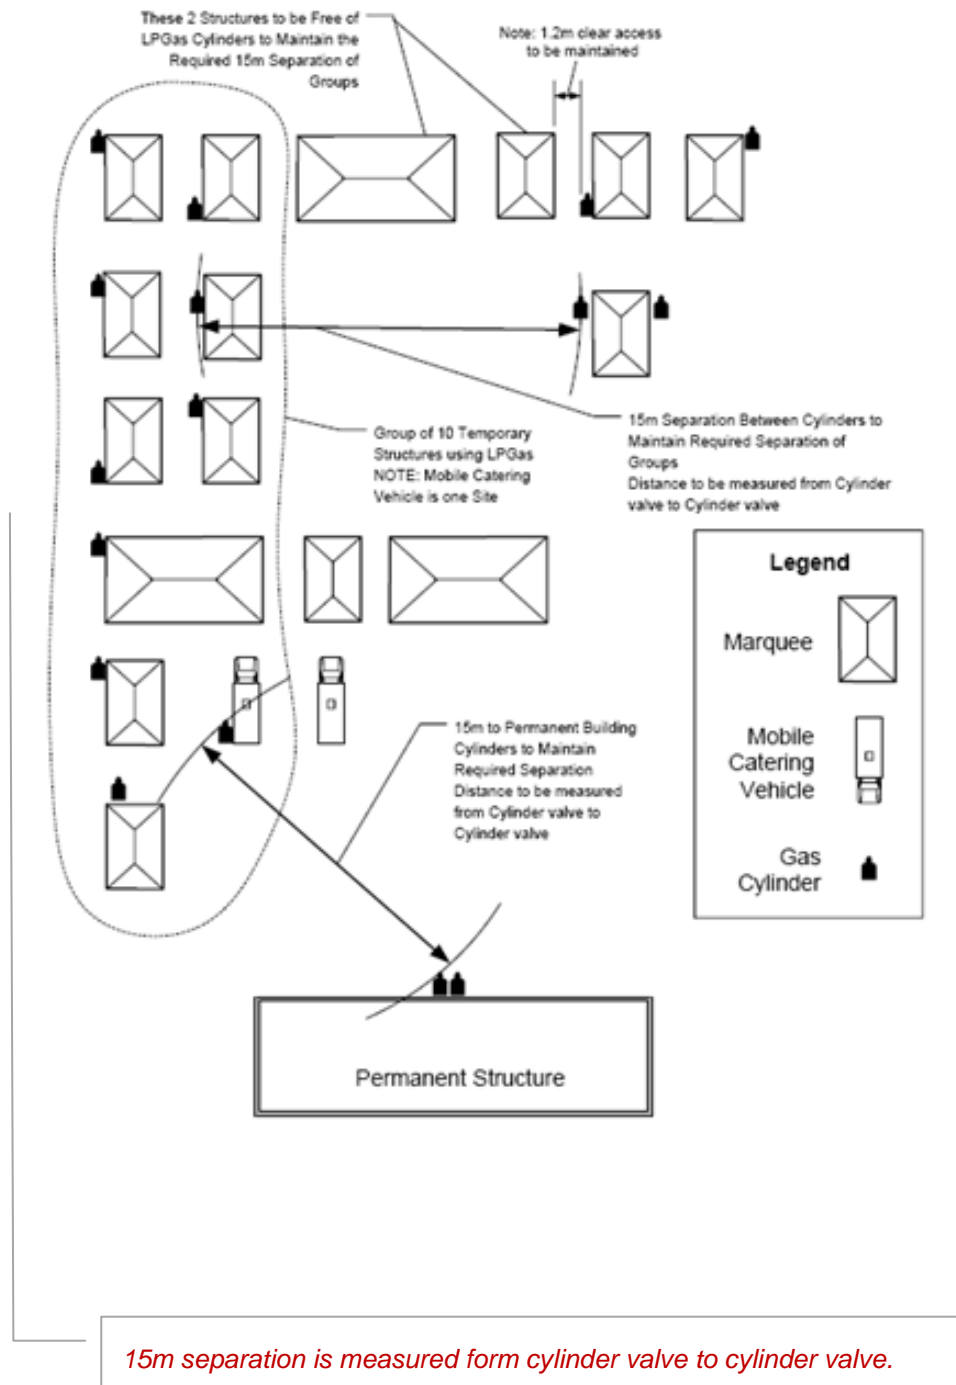 These 2 Structures to be Free of
LPGas Cylinders to Maintain the
Required 15m Separation of
Groups
Note: 1.2m clear access
to be maintained
15m Separation Between Cylinders to
Maintain Required Separation of
Groups
Distance to be measured from Cylinder
valve to Cylinder valve
Group of 10 Temporary
Structures using LPGas
NOTE: Mobile Catering
Vehicle is one Site
Legend
Marquee
Mobile
Catering
Vehicle
Gas
Cylinder
15m to Permanent Building
Cylinders to Maintain
Required Separation
Distance to be measured
from Cylinder valve to
Cylinder valve
Permanent Structure
15m separation is measured form cylinder valve to cylinder valve.